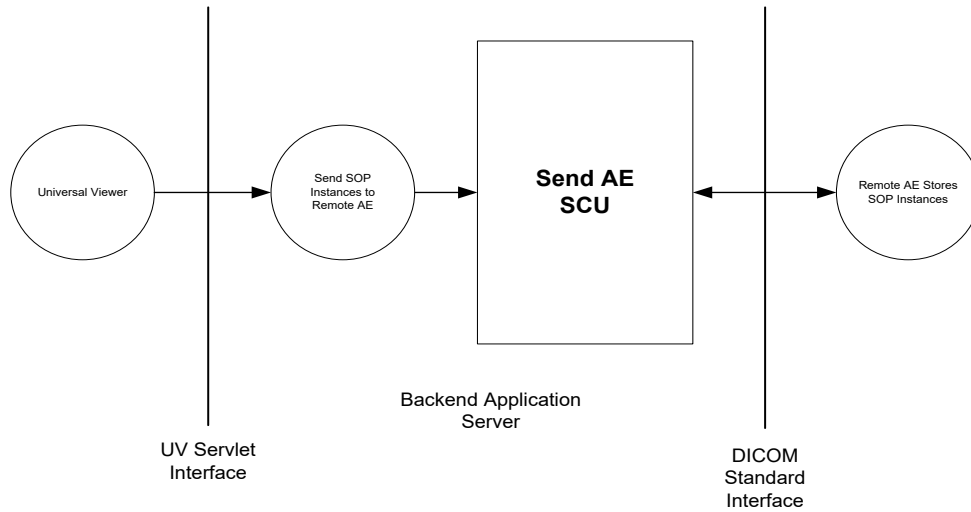 Universal Viewer
Send SOP
Instances to
Remote AE
Send AE
SCU
Remote AE Stores
SOP Instances
Backend Application
Server
UV Servlet
Interface
DICOM
Standard
Interface